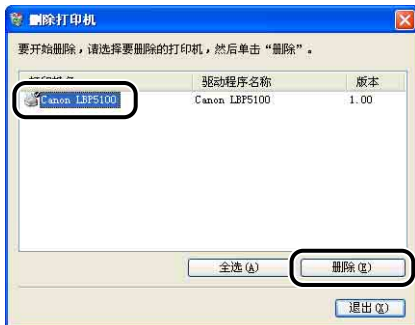 删除打印机
要开始删除，请选择要删除的打印机，然后单击“删除”。
驱动程序名称 版本
Canon LBP5100 Canon LBP5100 1.00
全选(A) 删除(E)
退出(X)